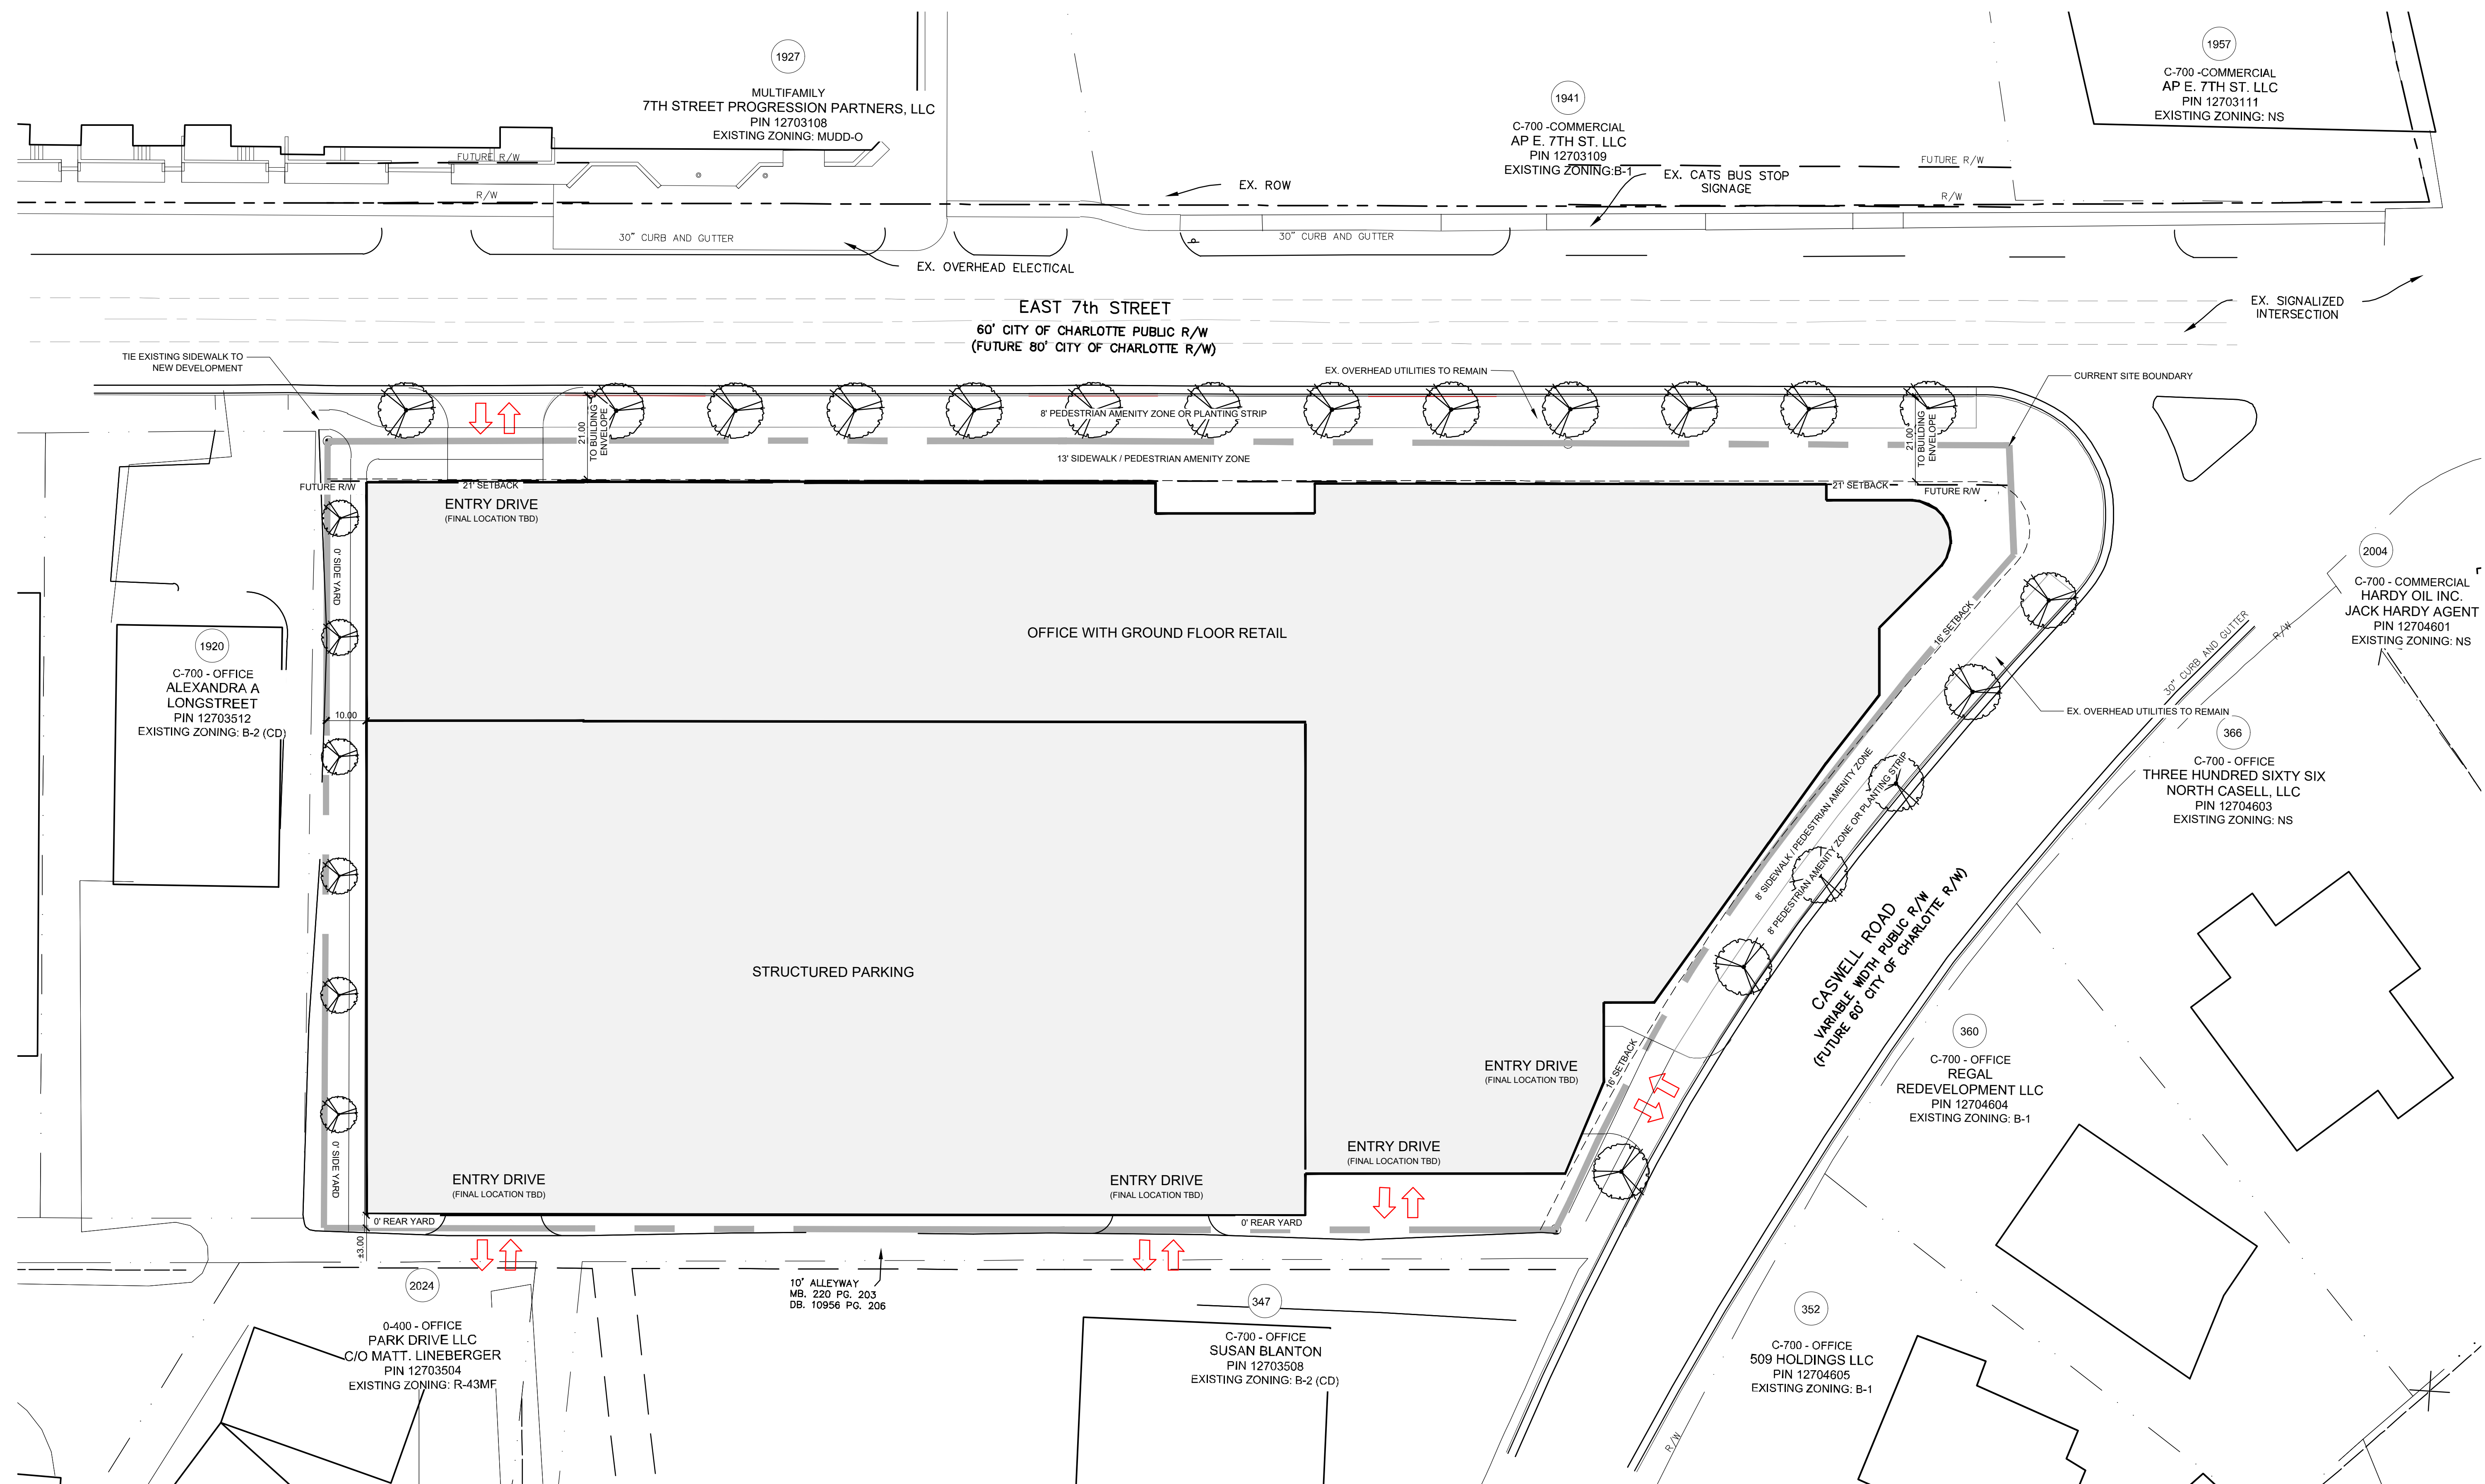 1927
MULTIFAMILY
7TH STREET PROGRESSION PARTNERS, LLC
PIN 12703108
EXISTING ZONING: MUDD-O
1941
C-700 -COMMERCIAL
AP E. 7TH ST. LLC
PIN 12703109
EXISTING ZONING:B-1
1957
C-700 -COMMERCIAL
AP E. 7TH ST. LLC
PIN 12703111
EXISTING ZONING: NS
FUTURE R/W
R/W
EX. ROW
EX. CATS BUS STOP
SIGNAGE
FUTURE R/W
R/W
30" CURB AND GUTTER
30" CURB AND GUTTER
EX. OVERHEAD ELECTICAL
EAST 7th STREET
60' CITY OF CHARLOTTE PUBLIC R/W
(FUTURE 80' CITY OF CHARLOTTE R/W)
EX. SIGNALIZED
INTERSECTION
TIE EXISTING SIDEWALK TO
NEW DEVELOPMENT
EX. OVERHEAD UTILITIES TO REMAIN
CURRENT SITE BOUNDARY
21.00
TO BUILDING
ENVELOPE
8' PEDESTRIAN AMENITY ZONE OR PLANTING STRIP
21.00
TO BUILDING
ENVELOPE
13' SIDEWALK / PEDESTRIAN AMENITY ZONE
FUTURE R/W
21' SETBACK
21' SETBACK
FUTURE R/W
ENTRY DRIVE
(FINAL LOCATION TBD)
0' SIDE YARD
OFFICE WITH GROUND FLOOR RETAIL
16' SETBACK
2004
C-700 - COMMERCIAL
HARDY OIL INC.
JACK HARDY AGENT
PIN 12704601
EXISTING ZONING: NS
30" CURB AND GUTTER
R/W
1920
C-700 - OFFICE
ALEXANDRA A
LONGSTREET
PIN 12703512
EXISTING ZONING: B-2 (CD)
10.00
EX. OVERHEAD UTILITIES TO REMAIN
366
C-700 - OFFICE
THREE HUNDRED SIXTY SIX
NORTH CASELL, LLC
PIN 12704603
EXISTING ZONING: NS
8' SIDEWALK / PEDESTRIAN AMENITY ZONE
8' PEDESTRIAN AMENITY ZONE OR PLANTING STRIP
CASWELL ROAD
VARIABLE WIDTH PUBLIC R/W
(FUTURE 60' CITY OF CHARLOTTE R/W)
STRUCTURED PARKING
360
C-700 - OFFICE
REGAL
REDEVELOPMENT LLC
PIN 12704604
EXISTING ZONING: B-1
16' SETBACK
ENTRY DRIVE
(FINAL LOCATION TBD)
ENTRY DRIVE
(FINAL LOCATION TBD)
0' SIDE YARD
ENTRY DRIVE
(FINAL LOCATION TBD)
ENTRY DRIVE
(FINAL LOCATION TBD)
0' REAR YARD
0' REAR YARD
±3.00
10' ALLEYWAY
MB. 220 PG. 203
DB. 10956 PG. 206
2024
0-400 - OFFICE
PARK DRIVE LLC
C/O MATT. LINEBERGER
PIN 12703504
EXISTING ZONING: R-43MF
347
C-700 - OFFICE
SUSAN BLANTON
PIN 12703508
EXISTING ZONING: B-2 (CD)
352
C-700 - OFFICE
509 HOLDINGS LLC
PIN 12704605
EXISTING ZONING: B-1
R/W